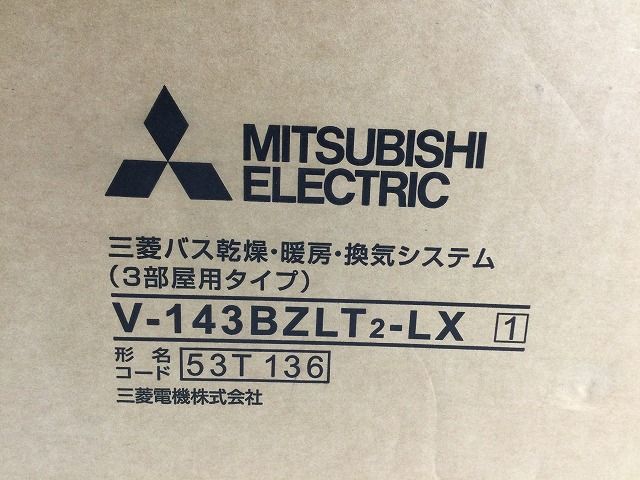 MITSUBISHI
ELECTRIC
三菱バス乾燥・暖房・換気システム
(3部屋用タイプ)
V-143BZLT2-LX 1
形名
コード 53T 136
三菱電機株式会社